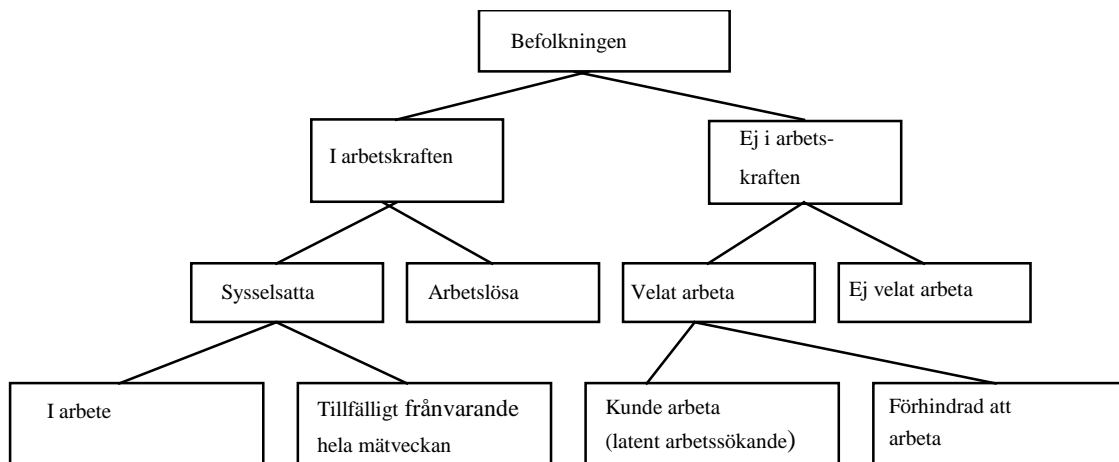 Befolkningen
I arbetskraften
Ej i arbets-
kraften
Sysselsatta
Arbetslösa
Velat arbeta
Ej velat arbeta
I arbete
Tillfälligt frånvarande
hela mätveckan
Kunde arbeta
(latent arbetssökande)
Förhindrad att
arbeta